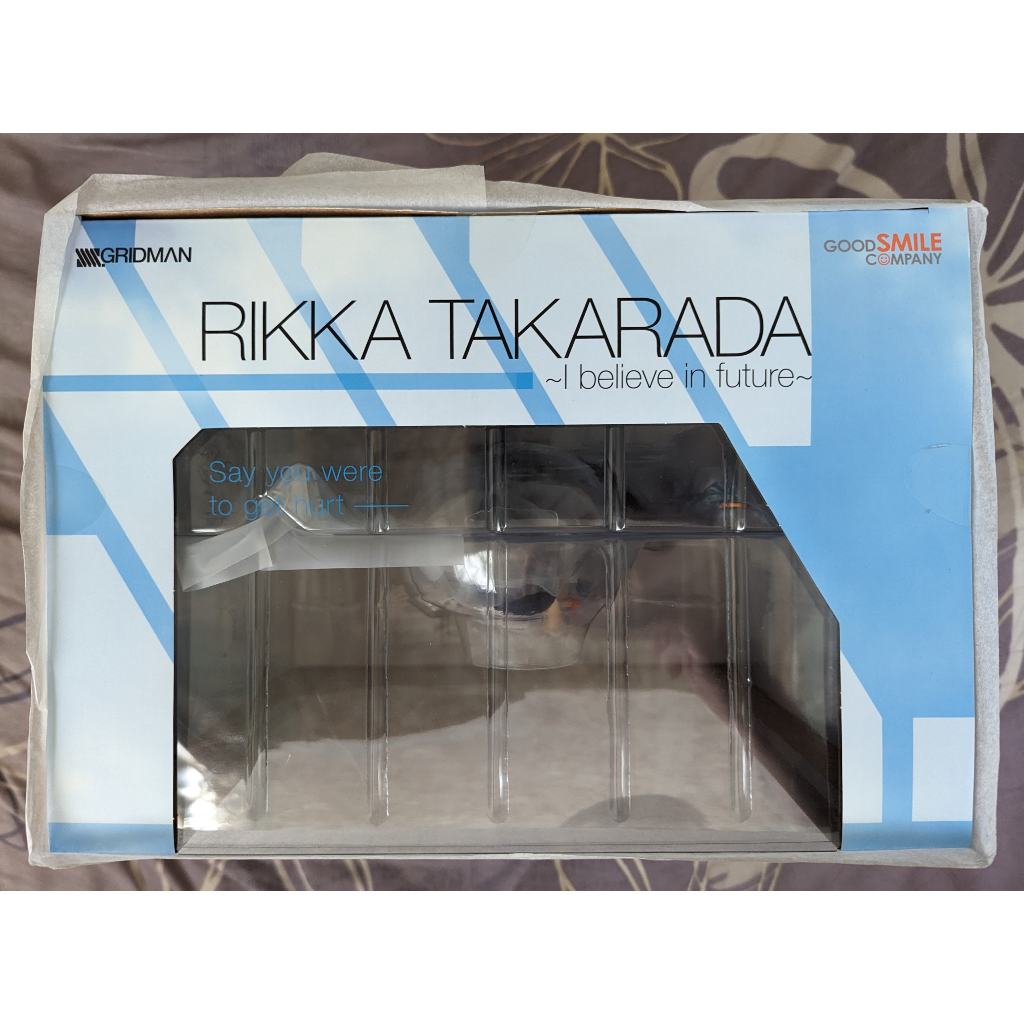 GRIDMAN
GOOD SMILE
COMPANY
RIKKA TAKARADA
~I believe in future~
Say you were
to get hurt ——